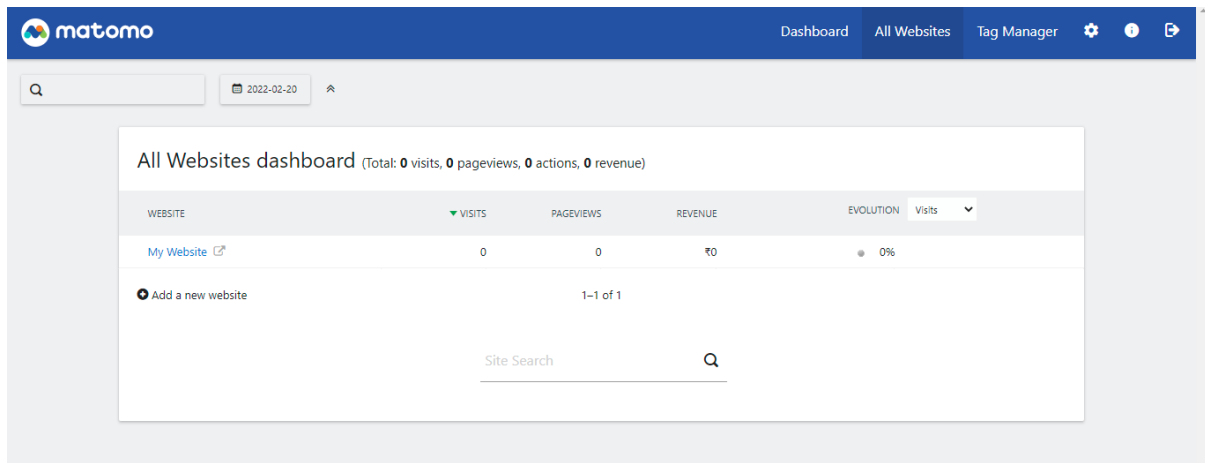 matomo Dashboard All Websites Tag Manager
2022-02-20
All Websites dashboard (Total: 0 visits, 0 pageviews, 0 actions, 0 revenue)
WEBSITE VISITS PAGEVIEWS REVENUE EVOLUTION Visits
My Website 0 0 ₹0 0%
Add a new website 1–1 of 1
Site Search